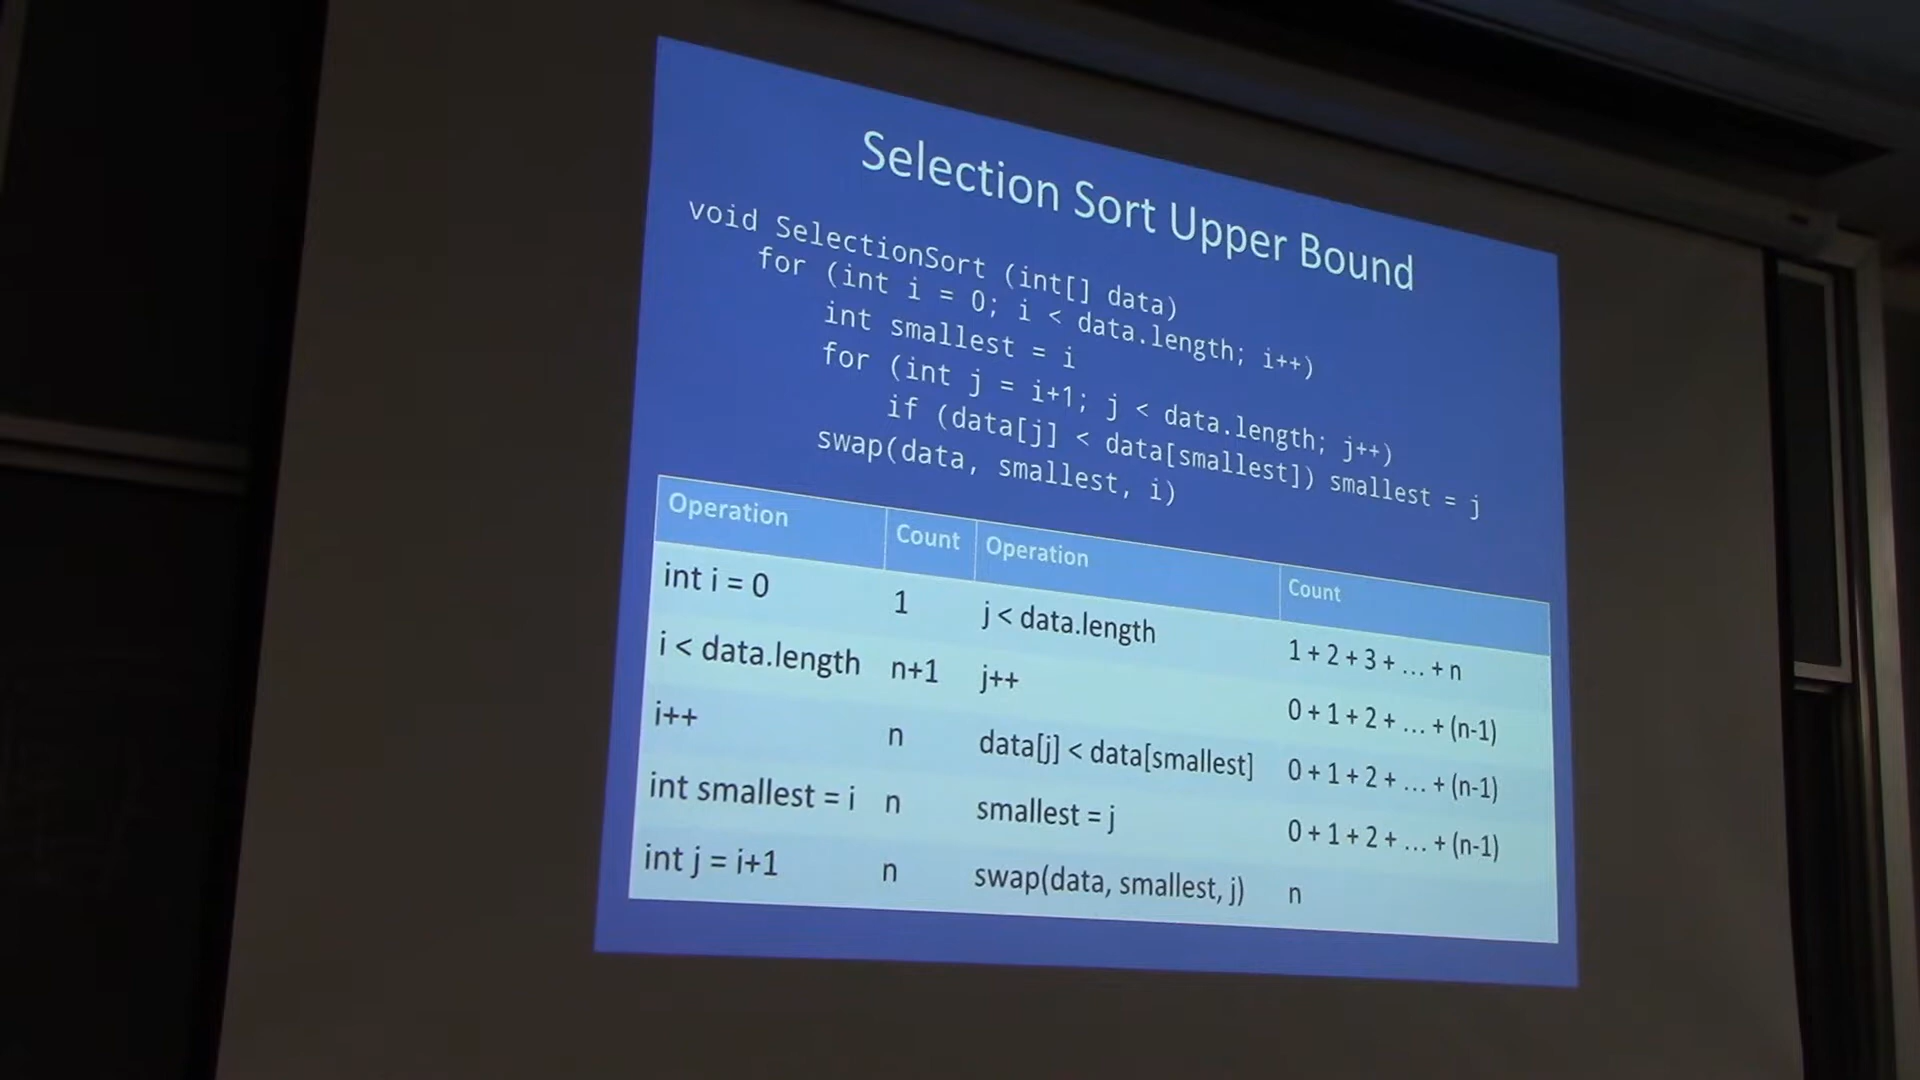 Selection Sort Upper Bound
void SelectionSort (int[] data)
for (int i = 0; i < data.length; i++)
int smallest = i
for (int j = i+1; j < data.length; j++)
if (data[j] < data[smallest]) smallest = j
swap(data, smallest, i)
Operation Count Operation Count
int i = 0 1 j < data.length 1 + 2 + 3 + … + n
i < data.length n+1 j++ 0 + 1 + 2 + … + (n-1)
i++ n data[j] < data[smallest] 0 + 1 + 2 + … + (n-1)
int smallest = i n smallest = j 0 + 1 + 2 + … + (n-1)
int j = i+1 n swap(data, smallest, j) n